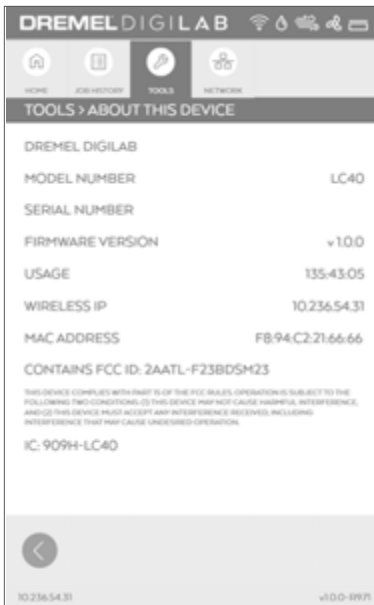 DREMEL DIGILAB
HOME JOB HISTORY TOOLS NETWORK
TOOLS > ABOUT THIS DEVICE
DREMEL DIGILAB
MODEL NUMBER LC40
SERIAL NUMBER
FIRMWARE VERSION v 1.0.0
USAGE 135:43:05
WIRELESS IP 10.236.54.31
MAC ADDRESS F8:94:C2:21:66:66
CONTAINS FCC ID: 2AATL-F23BDSM23
THIS DEVICE COMPLIES WITH PART 15 OF THE FCC RULES. OPERATION IS SUBJECT TO THE
FOLLOWING TWO CONDITIONS: (1) THIS DEVICE MAY NOT CAUSE HARMFUL INTERFERENCE,
AND (2) THIS DEVICE MUST ACCEPT ANY INTERFERENCE RECEIVED, INCLUDING
INTERFERENCE THAT MAY CAUSE UNDESIRED OPERATION.
IC: 909H-LC40
10.236.54.31 v1.0.0-R971